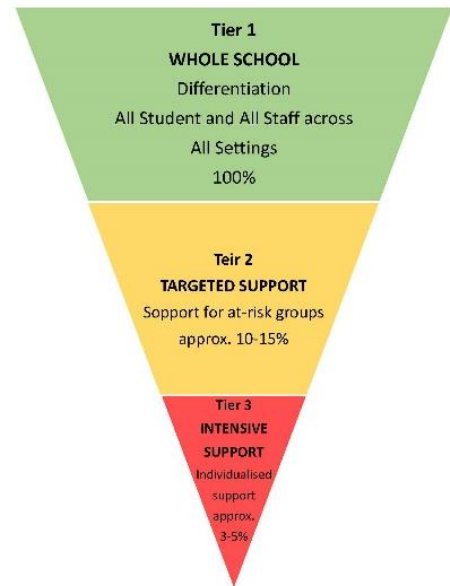 Tier 1
WHOLE SCHOOL
Differentiation
All Student and All Staff across
All Settings
100%
Teir 2
TARGETED SUPPORT
Sopport for at-risk groups
approx. 10-15%
Tier 3
INTENSIVE
SUPPORT
Individualised
support
approx.
3-5%